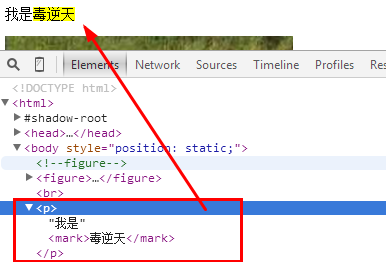 我是毒逆天
Elements Network Sources Timeline Profiles Resou
<!DOCTYPE html>
<html>
#shadow-root
<head>…</head>
<body style="position: static;">
<!--figure-->
<figure>…</figure>
<br>
<p>
"我是"
<mark>毒逆天</mark>
</p>